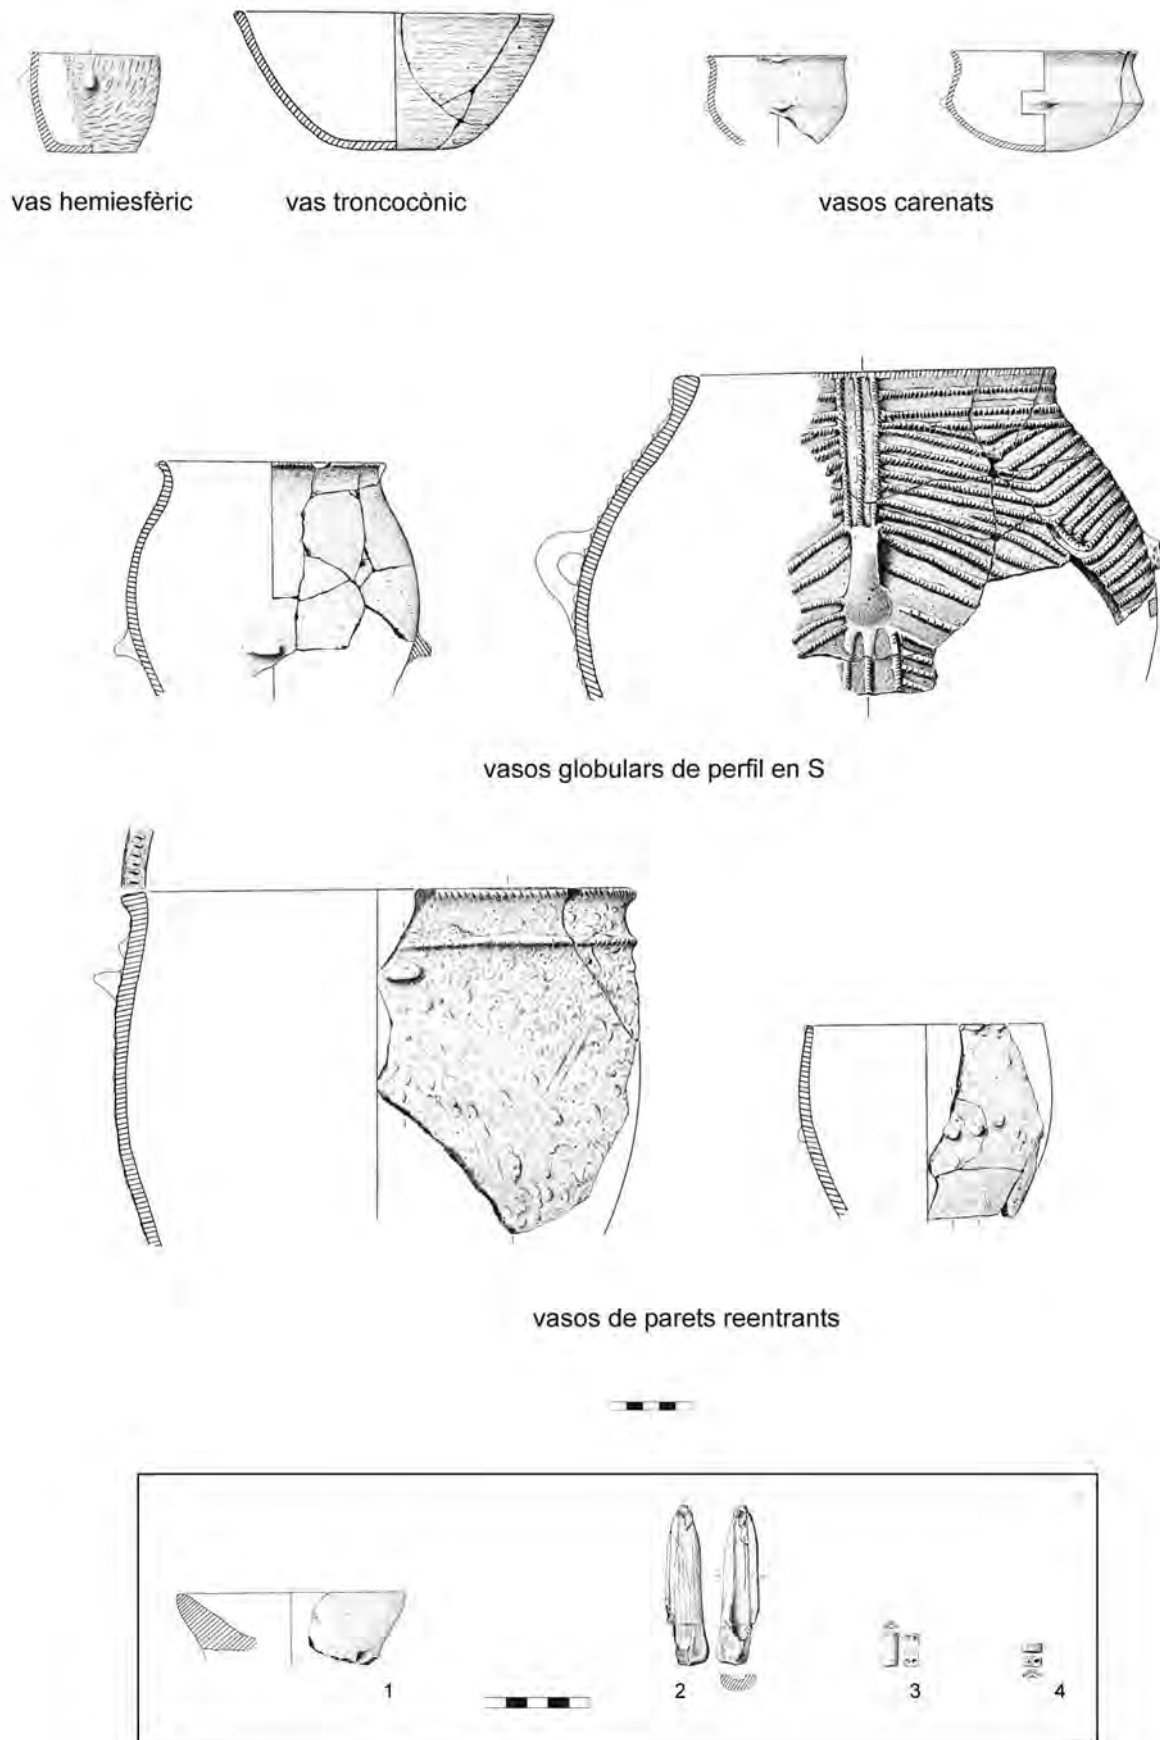 vas hemiesfèric
vas troncocònic
vasos carenats
vasos globulars de perfil en S
vasos de parets reentrants
1
2
3
4